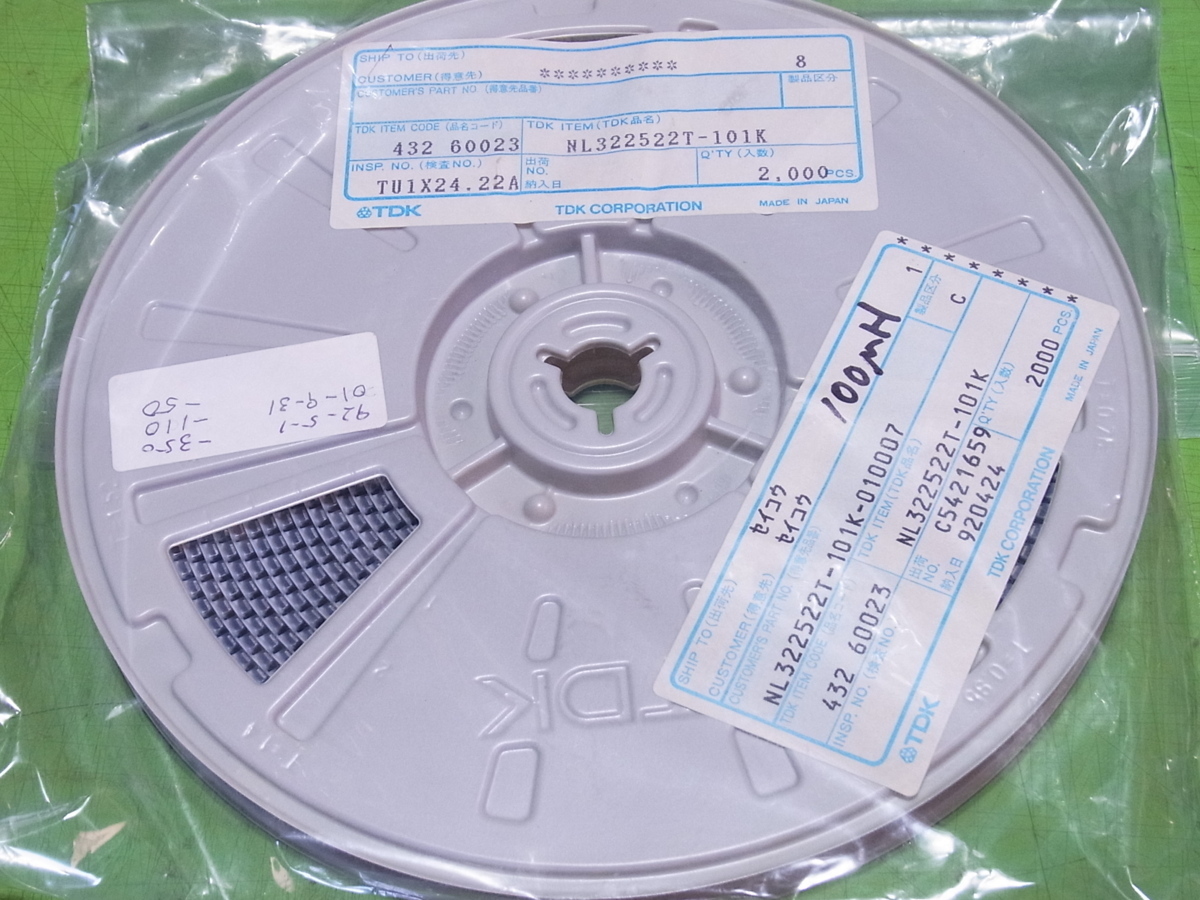 SHIP TO (出荷先)
CUSTOMER (得意先) ********** 8
CUSTOMER'S PART NO (得意先品番) 製品区分
TDK ITEM CODE (品名コード) TDK ITEM (TDK品名)
432 60023 NL322522T-101K
INSP. NO. (検査NO.) 出荷NO. Q'TY (入数)
TU1X24.22A 納入日 2,000PCS.
TDK TDK CORPORATION MADE IN JAPAN
92-5-1 -350
01-9-31 -110
-50
*********
SHIP TO (出荷先) セイコウ 100μH 1
CUSTOMER (得意先) セイコウ 製品区分
CUSTOMER'S PART NO. (得意先品番) C
NL322522T-101K-010007
TDK ITEM CODE (品名コード) TDK ITEM (TDK品名)
432 60023 NL322522T-101K
INSP. NO. (検査NO.) 出荷NO. C5421659 Q'TY (入数)
納入日 920424 2000 PCS.
TDK TDK CORPORATION MADE IN JAPAN
TDK